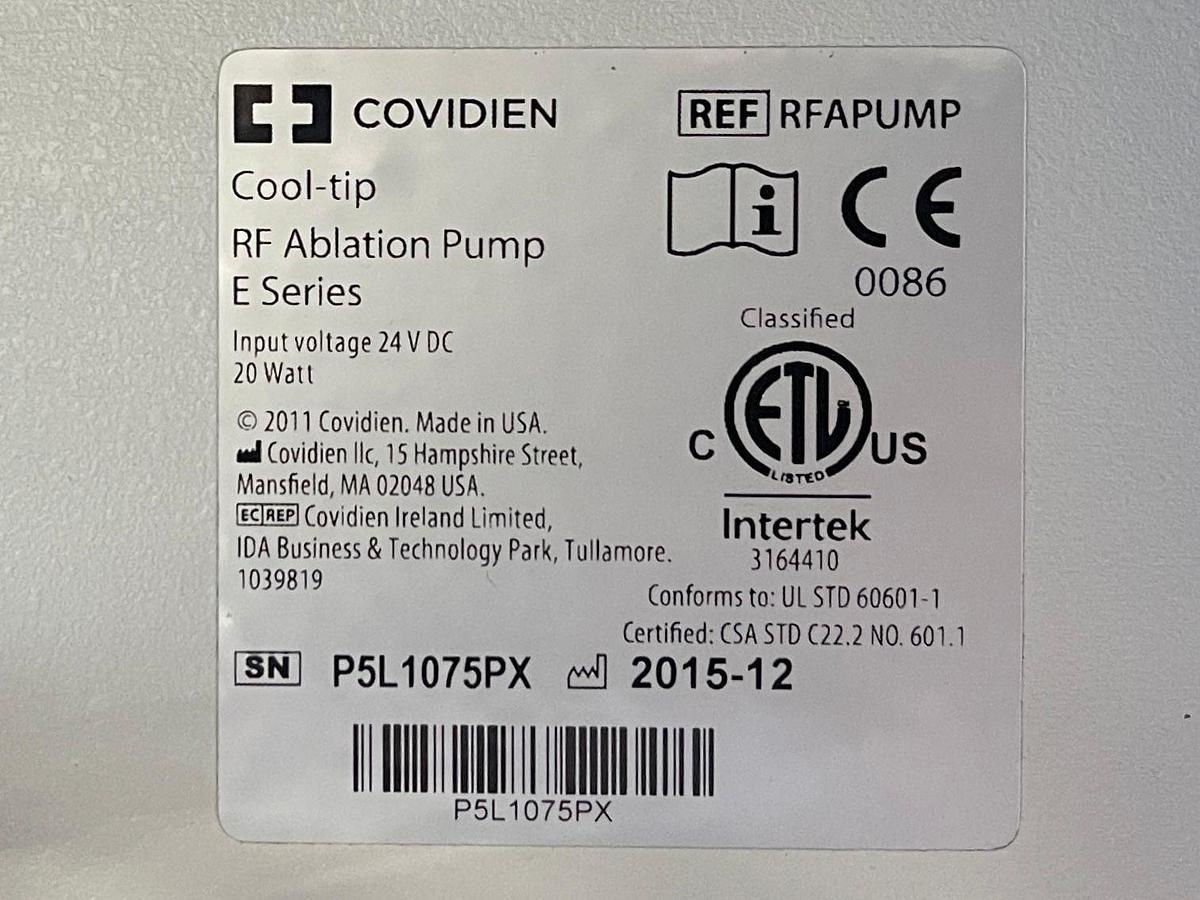 COVIDIEN
REF RFAPUMP
Cool-tip
RF Ablation Pump
E Series
Input voltage 24 V DC
20 Watt
© 2011 Covidien. Made in USA.
Covidien llc, 15 Hampshire Street,
Mansfield, MA 02048 USA.
EC REP Covidien Ireland Limited,
IDA Business & Technology Park, Tullamore.
1039819
i
CE
0086
Classified
ETL
C US
LISTED
Intertek
3164410
Conforms to: UL STD 60601-1
Certified: CSA STD C22.2 NO. 601.1
SN P5L1075PX 2015-12
P5L1075PX